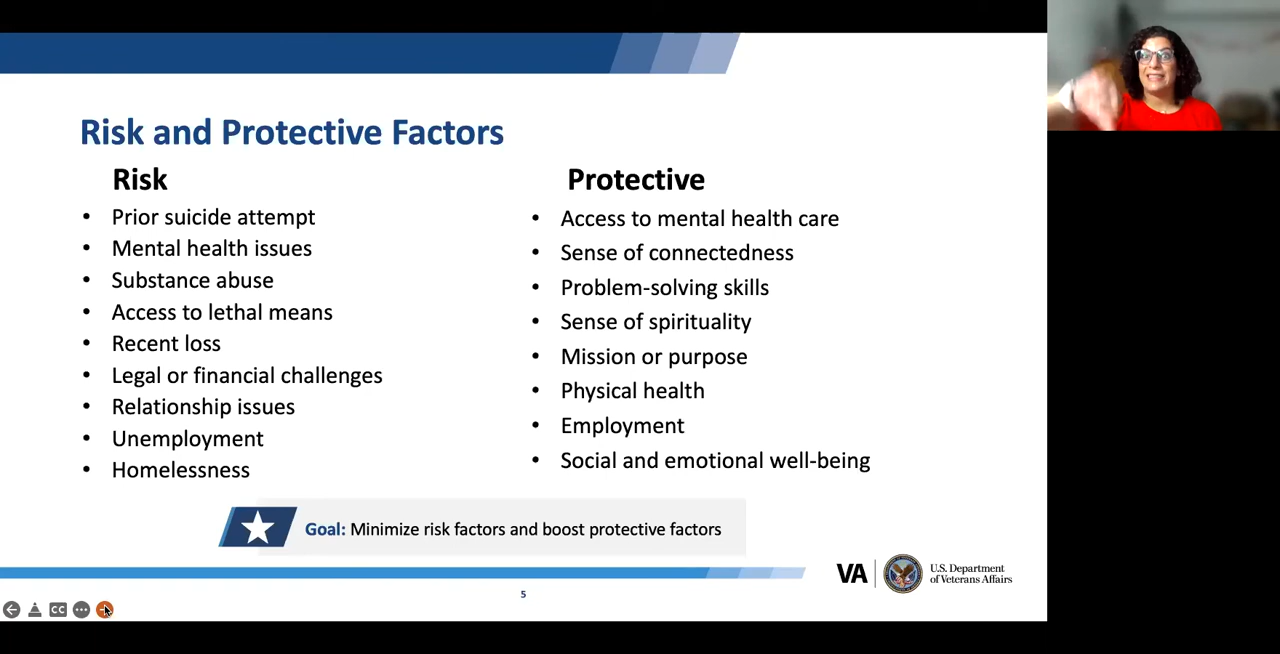 Risk and Protective Factors
Risk
• Prior suicide attempt
• Mental health issues
• Substance abuse
• Access to lethal means
• Recent loss
• Legal or financial challenges
• Relationship issues
• Unemployment
• Homelessness
Protective
• Access to mental health care
• Sense of connectedness
• Problem-solving skills
• Sense of spirituality
• Mission or purpose
• Physical health
• Employment
• Social and emotional well-being
Goal: Minimize risk factors and boost protective factors
VA
U.S. Department
of Veterans Affairs
5
CC